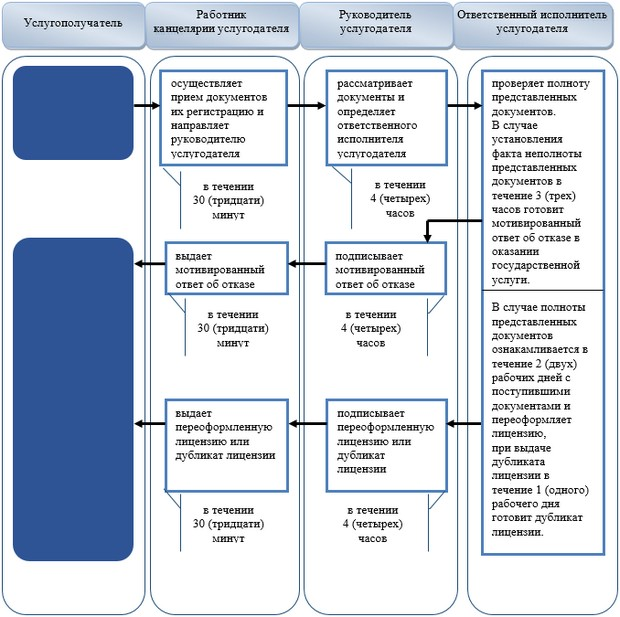 Услугополучатель
Работник
канцелярии услугодателя
Руководитель
услугодателя
Ответственный исполнитель
услугодателя
осуществляет
прием документов
их регистрацию и
направляет
руководителю
услугодателя
в течении
30 (тридцати)
минут
рассматривает
документы и
определяет
ответственного
исполнителя
услугодателя
в течении
4 (четырех)
часов
проверяет полноту
представленных
документов.
В случае
установления
факта неполноты
представленных
документов в
течение 3 (трех)
часов готовит
мотивированный
ответ об отказе в
оказании
государственной
услуги.
выдает
мотивированный
ответ об отказе
в течении
30 (тридцати)
минут
подписывает
мотивированный
ответ об отказе
в течении
4 (четырех)
часов
В случае полноты
представленных
документов
ознакамливается в
течение 2 (двух)
рабочих дней с
поступившими
документами и
переоформляет
лицензию,
при выдаче
дубликата
лицензии в
течение 1 (одного)
рабочего дня
готовит дубликат
лицензии.
выдает
переоформленную
лицензию или
дубликат лицензии
в течении
30 (тридцати)
минут
подписывает
переоформленную
лицензию или
дубликат
лицензии
в течении
4 (четырех)
часов